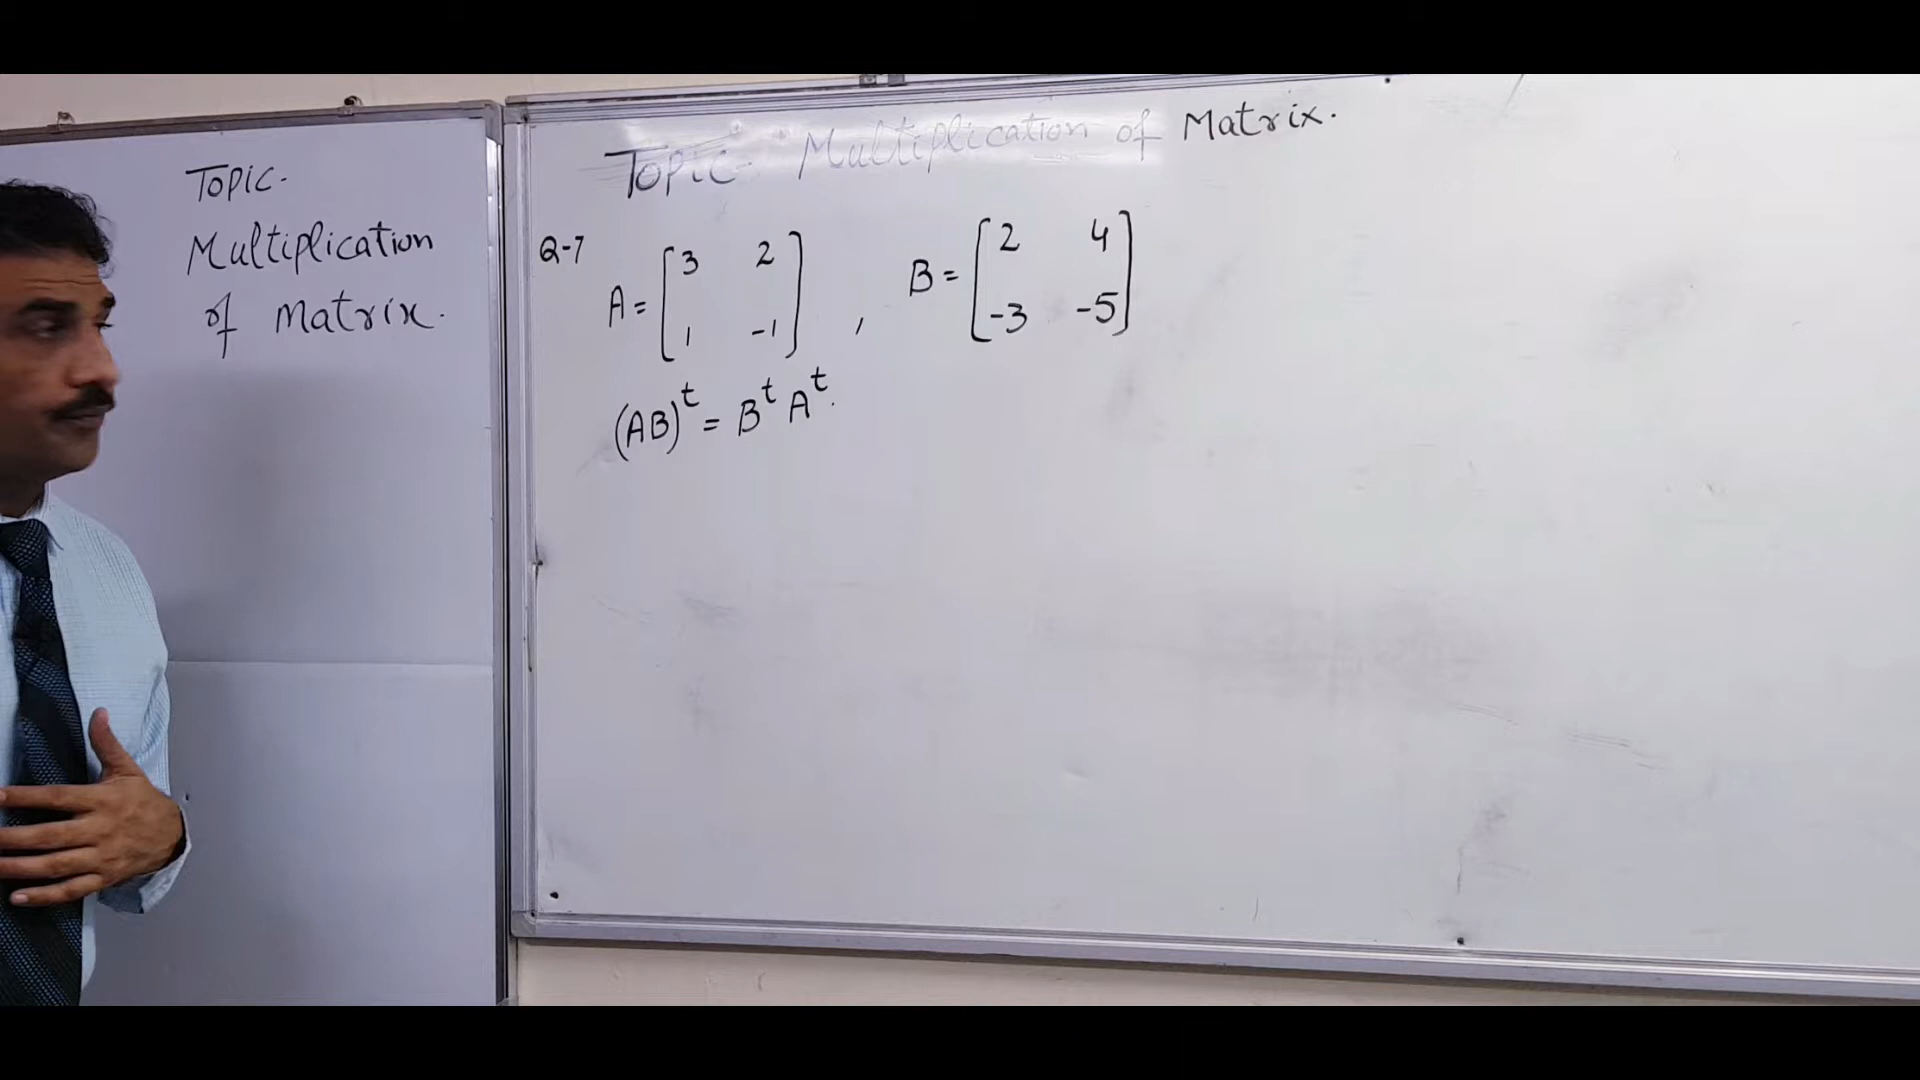 Topic-
Multiplication
of Matrix.
Topic- Multiplication of Matrix.
Q-7
A = [3 2
1 -1] , B = [2 4
-3 -5]
(AB)^t = B^t A^t.